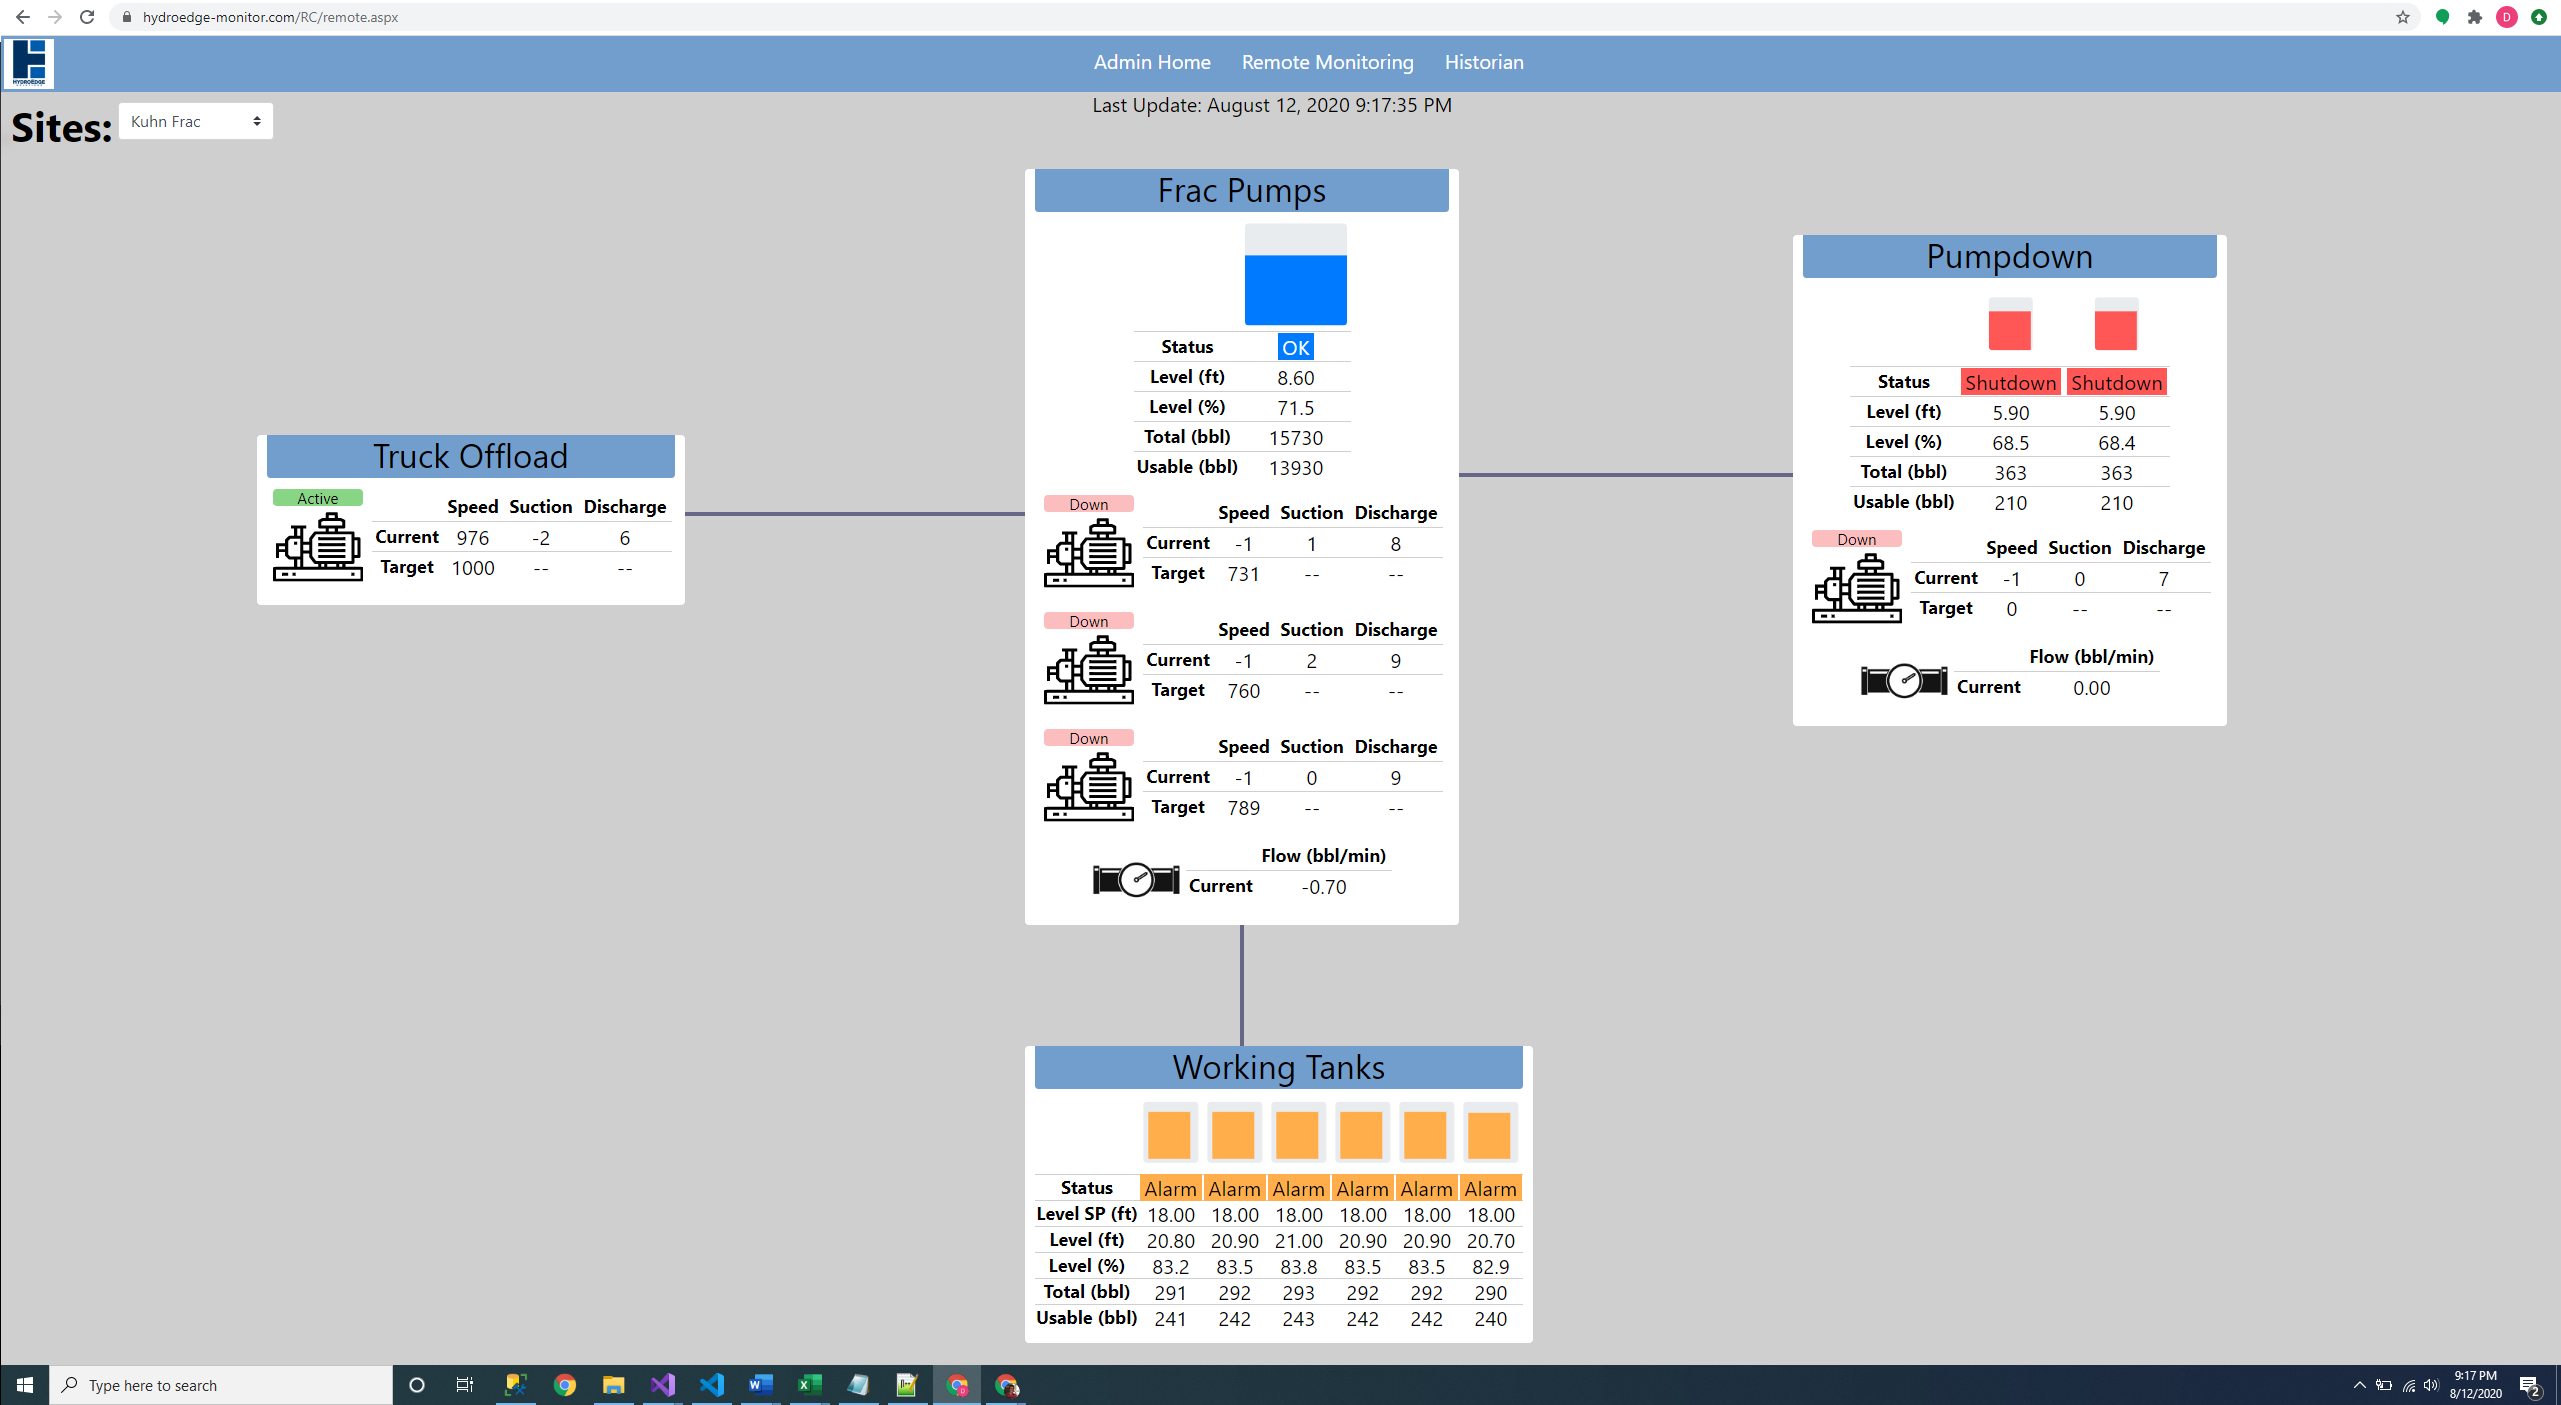 hydroedge-monitor.com/RC/remote.aspx
D
HYDROEDGE
Admin Home Remote Monitoring Historian
Last Update: August 12, 2020 9:17:35 PM
Sites: Kuhn Frac
Frac Pumps
Status OK
Level (ft) 8.60
Level (%) 71.5
Total (bbl) 15730
Usable (bbl) 13930
Down
Speed Suction Discharge
Current -1 1 8
Target 731 -- --
Down
Speed Suction Discharge
Current -1 2 9
Target 760 -- --
Down
Speed Suction Discharge
Current -1 0 9
Target 789 -- --
Flow (bbl/min)
Current -0.70
Pumpdown
Status Shutdown Shutdown
Level (ft) 5.90 5.90
Level (%) 68.5 68.4
Total (bbl) 363 363
Usable (bbl) 210 210
Down
Speed Suction Discharge
Current -1 0 7
Target 0 -- --
Flow (bbl/min)
Current 0.00
Truck Offload
Active
Speed Suction Discharge
Current 976 -2 6
Target 1000 -- --
Working Tanks
Status Alarm Alarm Alarm Alarm Alarm Alarm
Level SP (ft) 18.00 18.00 18.00 18.00 18.00 18.00
Level (ft) 20.80 20.90 21.00 20.90 20.90 20.70
Level (%) 83.2 83.5 83.8 83.5 83.5 82.9
Total (bbl) 291 292 293 292 292 290
Usable (bbl) 241 242 243 242 242 240
Type here to search
9:17 PM
8/12/2020
2